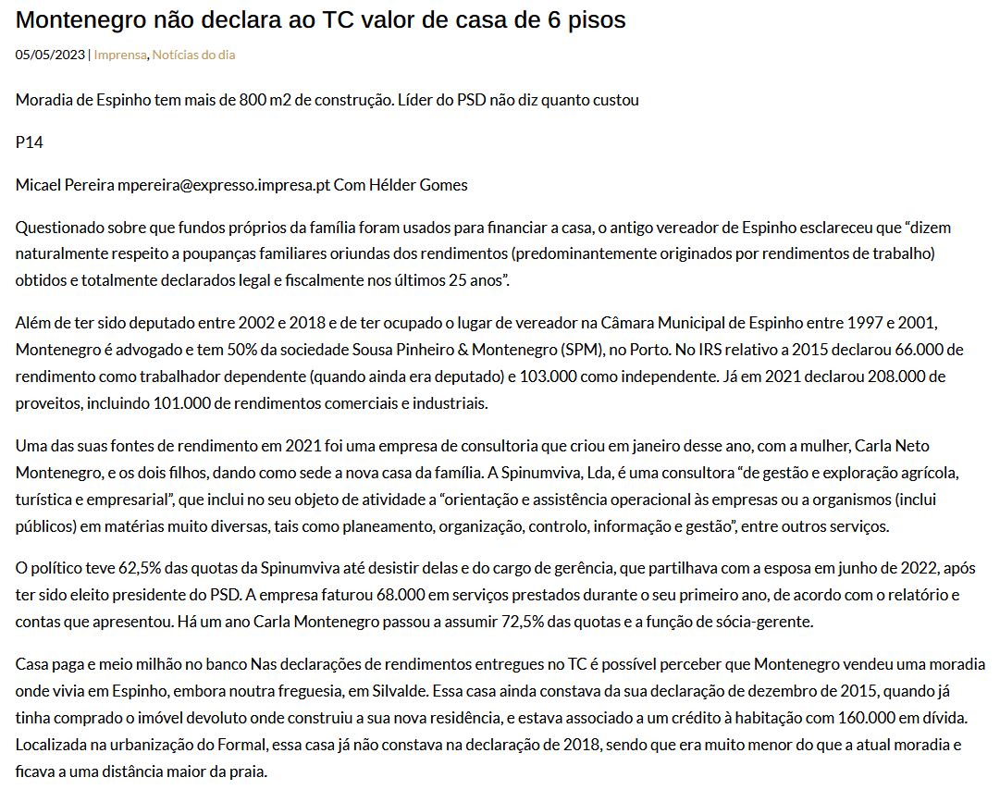 Montenegro não declara ao TC valor de casa de 6 pisos
05/05/2023 | Imprensa, Notícias do dia
Moradia de Espinho tem mais de 800 m2 de construção. Líder do PSD não diz quanto custou
P14
Micael Pereira mpereira@expresso.impresa.pt Com Hélder Gomes
Questionado sobre que fundos próprios da família foram usados para financiar a casa, o antigo vereador de Espinho esclareceu que “dizem
naturalmente respeito a poupanças familiares oriundas dos rendimentos (predominantemente originados por rendimentos de trabalho)
obtidos e totalmente declarados legal e fiscalmente nos últimos 25 anos”.
Além de ter sido deputado entre 2002 e 2018 e de ter ocupado o lugar de vereador na Câmara Municipal de Espinho entre 1997 e 2001,
Montenegro é advogado e tem 50% da sociedade Sousa Pinheiro & Montenegro (SPM), no Porto. No IRS relativo a 2015 declarou 66.000 de
rendimento como trabalhador dependente (quando ainda era deputado) e 103.000 como independente. Já em 2021 declarou 208.000 de
proveitos, incluindo 101.000 de rendimentos comerciais e industriais.
Uma das suas fontes de rendimento em 2021 foi uma empresa de consultoria que criou em janeiro desse ano, com a mulher, Carla Neto
Montenegro, e os dois filhos, dando como sede a nova casa da família. A Spinumviva, Lda, é uma consultora “de gestão e exploração agrícola,
turística e empresarial”, que inclui no seu objeto de atividade a “orientação e assistência operacional às empresas ou a organismos (inclui
públicos) em matérias muito diversas, tais como planeamento, organização, controlo, informação e gestão”, entre outros serviços.
O político teve 62,5% das quotas da Spinumviva até desistir delas e do cargo de gerência, que partilhava com a esposa em junho de 2022, após
ter sido eleito presidente do PSD. A empresa faturou 68.000 em serviços prestados durante o seu primeiro ano, de acordo com o relatório e
contas que apresentou. Há um ano Carla Montenegro passou a assumir 72,5% das quotas e a função de sócia-gerente.
Casa paga e meio milhão no banco Nas declarações de rendimentos entregues no TC é possível perceber que Montenegro vendeu uma moradia
onde vivia em Espinho, embora noutra freguesia, em Silvalde. Essa casa ainda constava da sua declaração de dezembro de 2015, quando já
tinha comprado o imóvel devoluto onde construiu a sua nova residência, e estava associado a um crédito à habitação com 160.000 em dívida.
Localizada na urbanização do Formal, essa casa já não constava na declaração de 2018, sendo que era muito menor do que a atual moradia e
ficava a uma distância maior da praia.